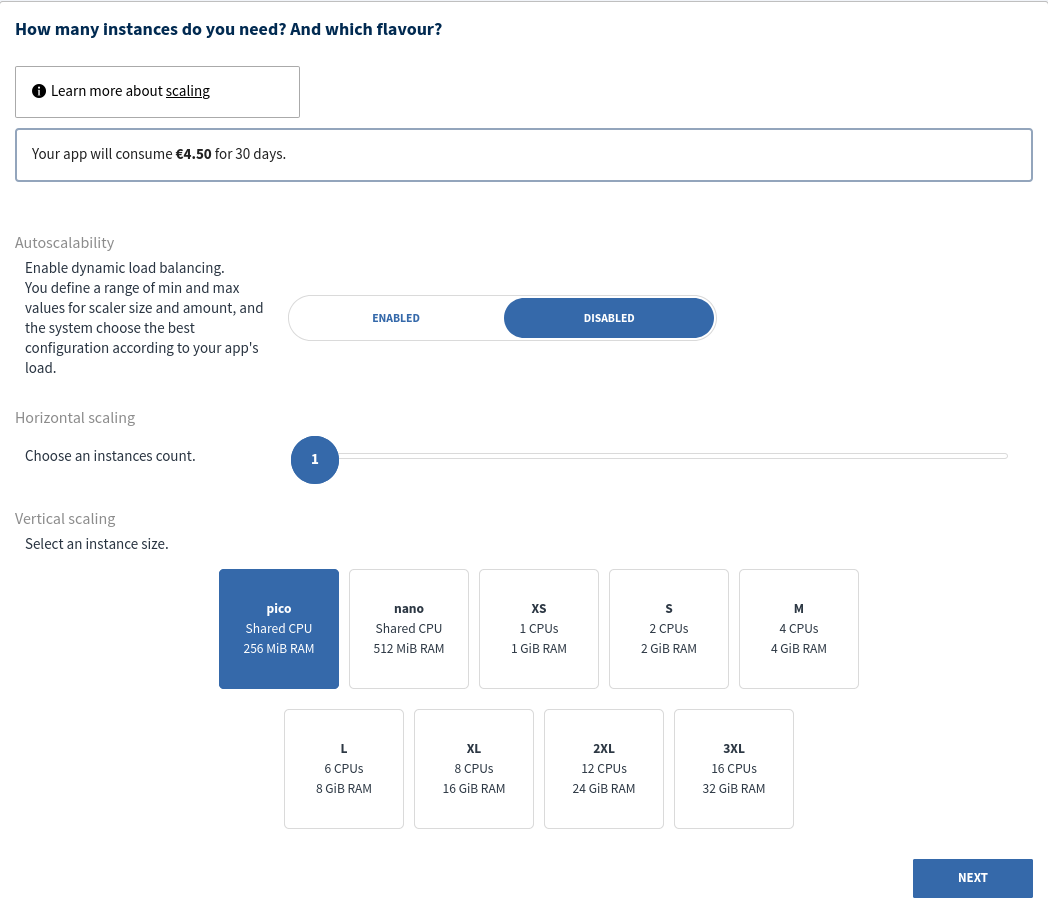 How many instances do you need? And which flavour?
Learn more about scaling
Your app will consume €4.50 for 30 days.
Autoscalability
Enable dynamic load balancing.
You define a range of min and max
values for scaler size and amount, and
the system choose the best
configuration according to your app's
load.
ENABLED
DISABLED
Horizontal scaling
Choose an instances count.
1
Vertical scaling
Select an instance size.
pico
Shared CPU
256 MiB RAM
nano
Shared CPU
512 MiB RAM
XS
1 CPUs
1 GiB RAM
S
2 CPUs
2 GiB RAM
M
4 CPUs
4 GiB RAM
L
6 CPUs
8 GiB RAM
XL
8 CPUs
16 GiB RAM
2XL
12 CPUs
24 GiB RAM
3XL
16 CPUs
32 GiB RAM
NEXT